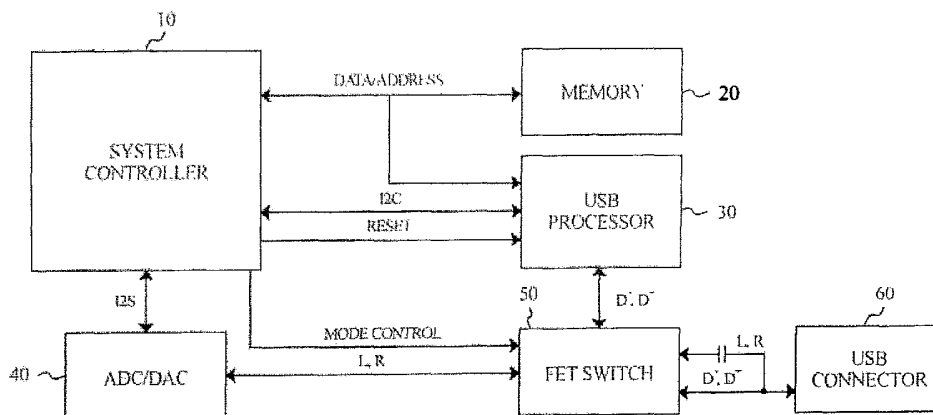 10
DATA/ADDRESS
MEMORY
20
SYSTEM
CONTROLLER
I2C
RESET
USB
PROCESSOR
30
I2S
50
D⁺, D⁻
60
MODE CONTROL
L, R
40
ADC/DAC
L, R
FET SWITCH
D⁺, D⁻
USB
CONNECTOR